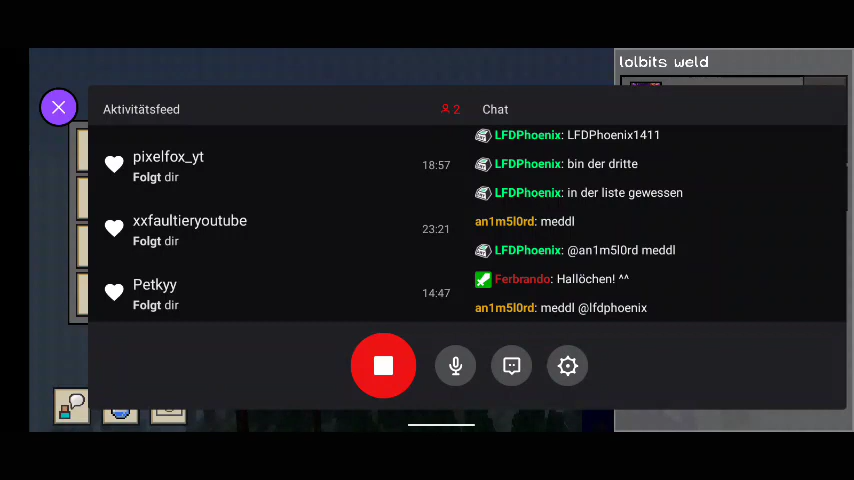 lolbits weld
Aktivitätsfeed
2
Chat
pixelfox_yt
Folgt dir
18:57
xxfaultieryoutube
Folgt dir
23:21
Petkyy
Folgt dir
14:47
LFDPhoenix: LFDPhoenix1411
LFDPhoenix: bin der dritte
LFDPhoenix: in der liste gewessen
an1m5l0rd: meddl
LFDPhoenix: @an1m5l0rd meddl
Ferbrando: Hallöchen! ^^
an1m5l0rd: meddl @lfdphoenix